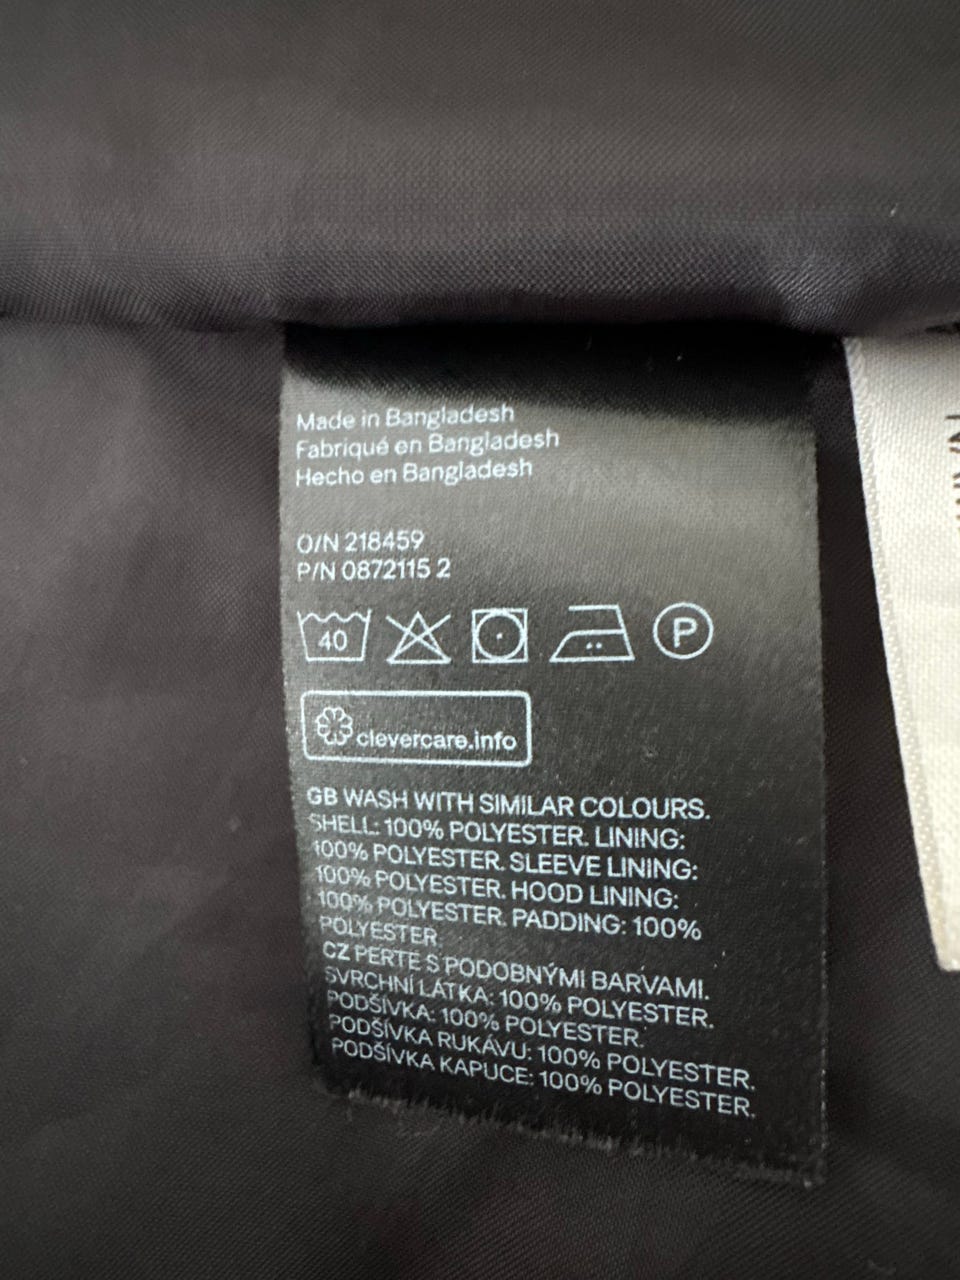 Made in Bangladesh
Fabriqué en Bangladesh
Hecho en Bangladesh
O/N 218459
P/N 0872115 2
40
P
clevercare.info
GB WASH WITH SIMILAR COLOURS.
SHELL: 100% POLYESTER. LINING:
100% POLYESTER. SLEEVE LINING:
100% POLYESTER. HOOD LINING:
100% POLYESTER. PADDING: 100%
POLYESTER.
CZ PERTE S PODOBNÝMI BARVAMI.
SVRCHNÍ LÁTKA: 100% POLYESTER.
PODŠÍVKA: 100% POLYESTER.
PODŠÍVKA RUKÁVU: 100% POLYESTER.
PODŠÍVKA KAPUCE: 100% POLYESTER.